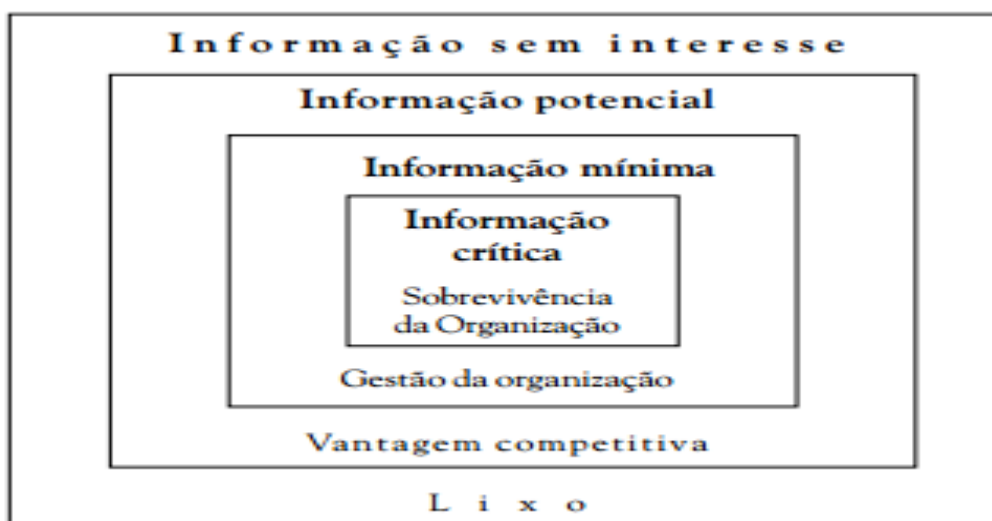 Informação sem interesse
Informação potencial
Informação mínima
Informação
crítica
Sobrevivência
da Organização
Gestão da organização
Vantagem competitiva
Lixo